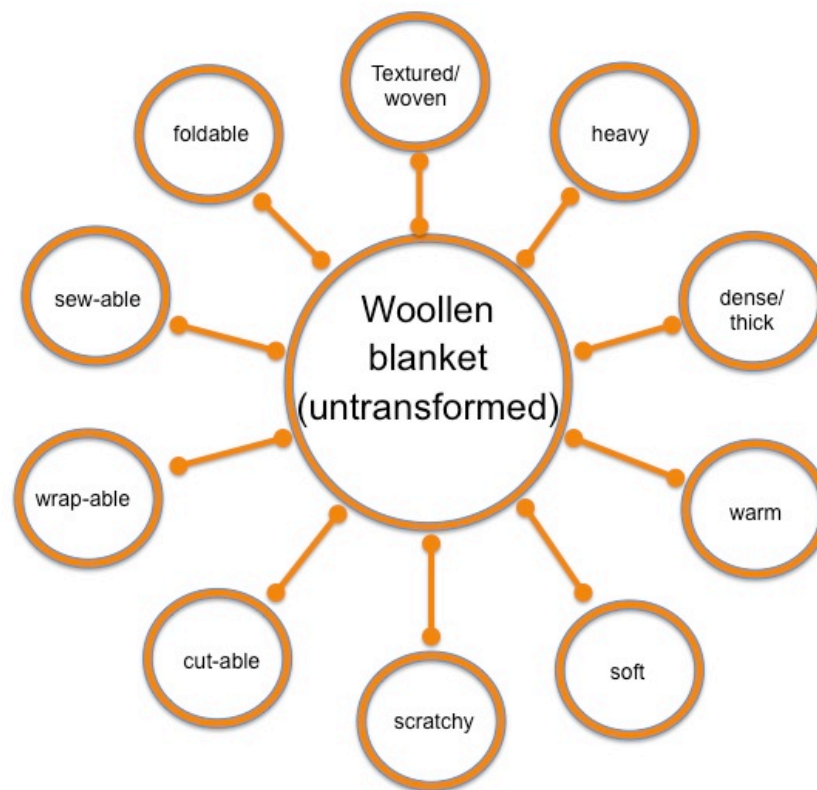 Textured/
woven
heavy
dense/
thick
warm
soft
scratchy
cut-able
wrap-able
sew-able
foldable
Woollen
blanket
(untransformed)